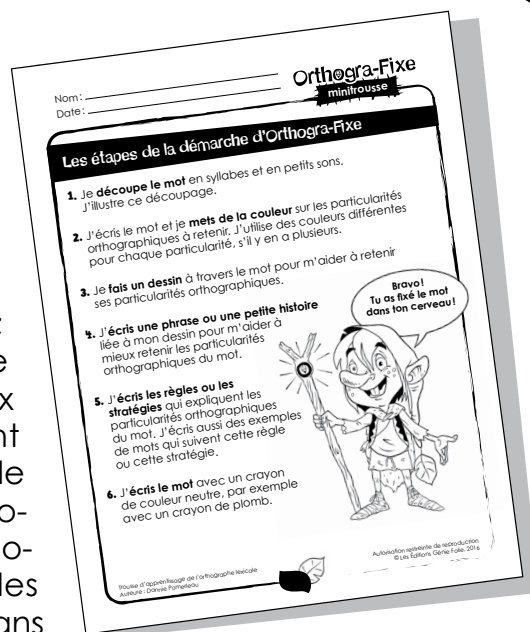 Nom :
Date :
Orthogra-Fixe
minitrousse
Les étapes de la démarche d'Orthogra-Fixe
1. Je découpe le mot en syllabes et en petits sons.
J'illustre ce découpage.
2. J'écris le mot et je mets de la couleur sur les particularités
orthographiques à retenir. J'utilise des couleurs différentes
pour chaque particularité, s'il y en a plusieurs.
3. Je fais un dessin à travers le mot pour m'aider à retenir
ses particularités orthographiques.
4. J'écris une phrase ou une petite histoire
liée à mon dessin pour m'aider à
mieux retenir les particularités
orthographiques du mot.
5. J'écris les règles ou les
stratégies qui expliquent les
particularités orthographiques
du mot. J'écris aussi des exemples
de mots qui suivent cette règle
ou cette stratégie.
6. J'écris le mot avec un crayon
de couleur neutre, par exemple
avec un crayon de plomb.
Bravo !
Tu as fixé le mot
dans ton cerveau !
Trousse d'apprentissage de l'orthographe lexicale
Auteure : Dannie Pomerleau
Autorisation restreinte de reproduction
© Les Éditions Génie Folie, 2016